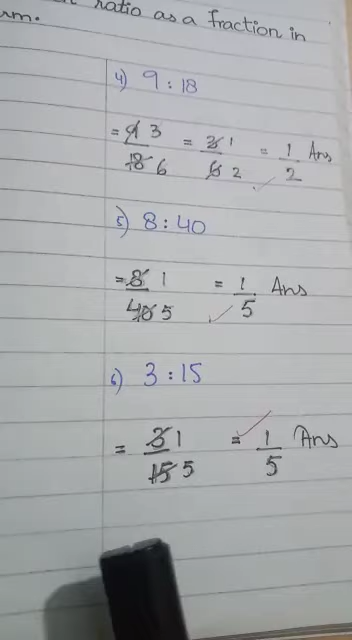 ratio as a fraction in
rm.
4) 9:18
= 9 3 / 18 6 = 3 1 / 6 2 = 1/2 Ans
5) 8:40
= 8 1 / 40 5 = 1/5 Ans
6) 3:15
= 3 1 / 15 5 = 1/5 Ans